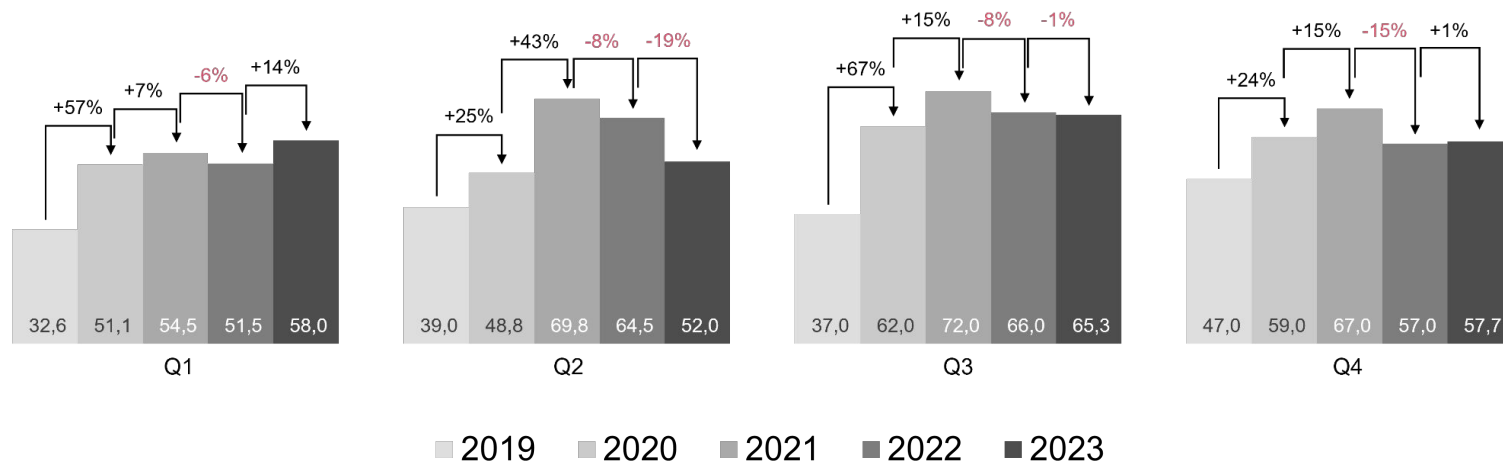 +57%
+7%
-6%
+14%
32,6 51,1 54,5 51,5 58,0
Q1
+25%
+43%
-8%
-19%
39,0 48,8 69,8 64,5 52,0
Q2
+67%
+15%
-8%
-1%
37,0 62,0 72,0 66,0 65,3
Q3
+24%
+15%
-15%
+1%
47,0 59,0 67,0 57,0 57,7
Q4
2019 2020 2021 2022 2023